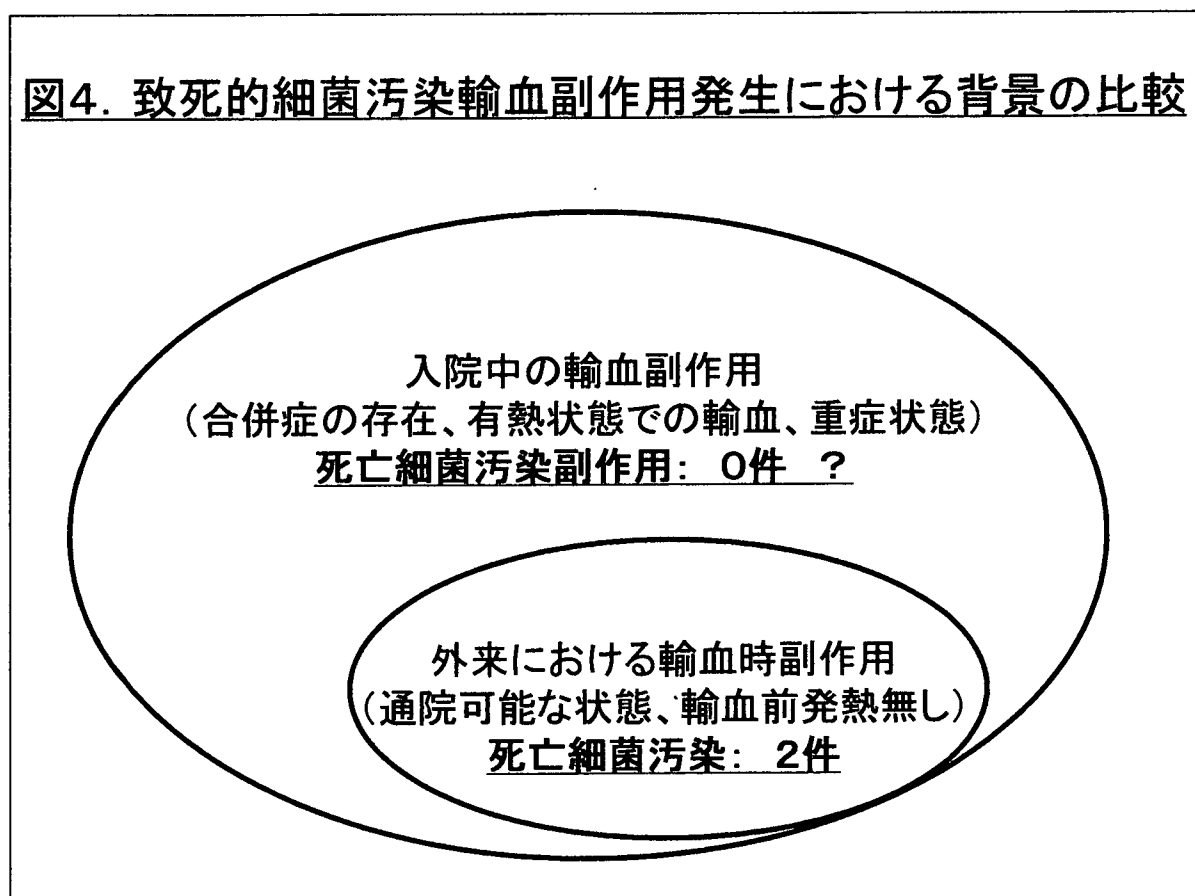 図4. 致死的細菌汚染輸血副作用発生における背景の比較
入院中の輸血副作用
(合併症の存在、有熱状態での輸血、重症状態)
死亡細菌汚染副作用： 0件 ？
外来における輸血時副作用
(通院可能な状態、輸血前発熱無し)
死亡細菌汚染： 2件